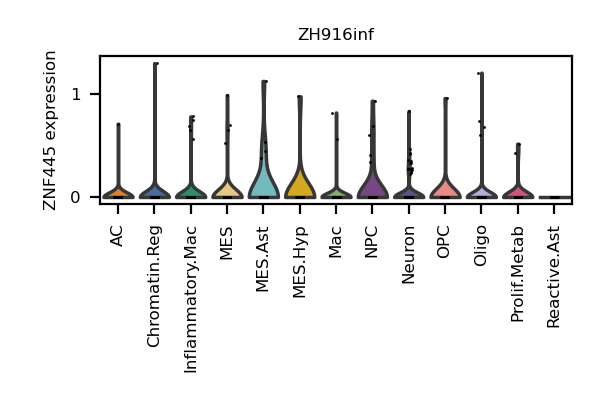 ZH916inf
ZNF445 expression
1
0
AC
Chromatin.Reg
Inflammatory.Mac
MES
MES.Ast
MES.Hyp
Mac
NPC
Neuron
OPC
Oligo
Prolif.Metab
Reactive.Ast